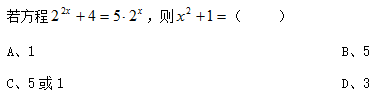 若方程 2^{2x} + 4 = 5·2^{x}，则 x^{2} + 1 =（　　）
A、1 B、5
C、5 或 1 D、3